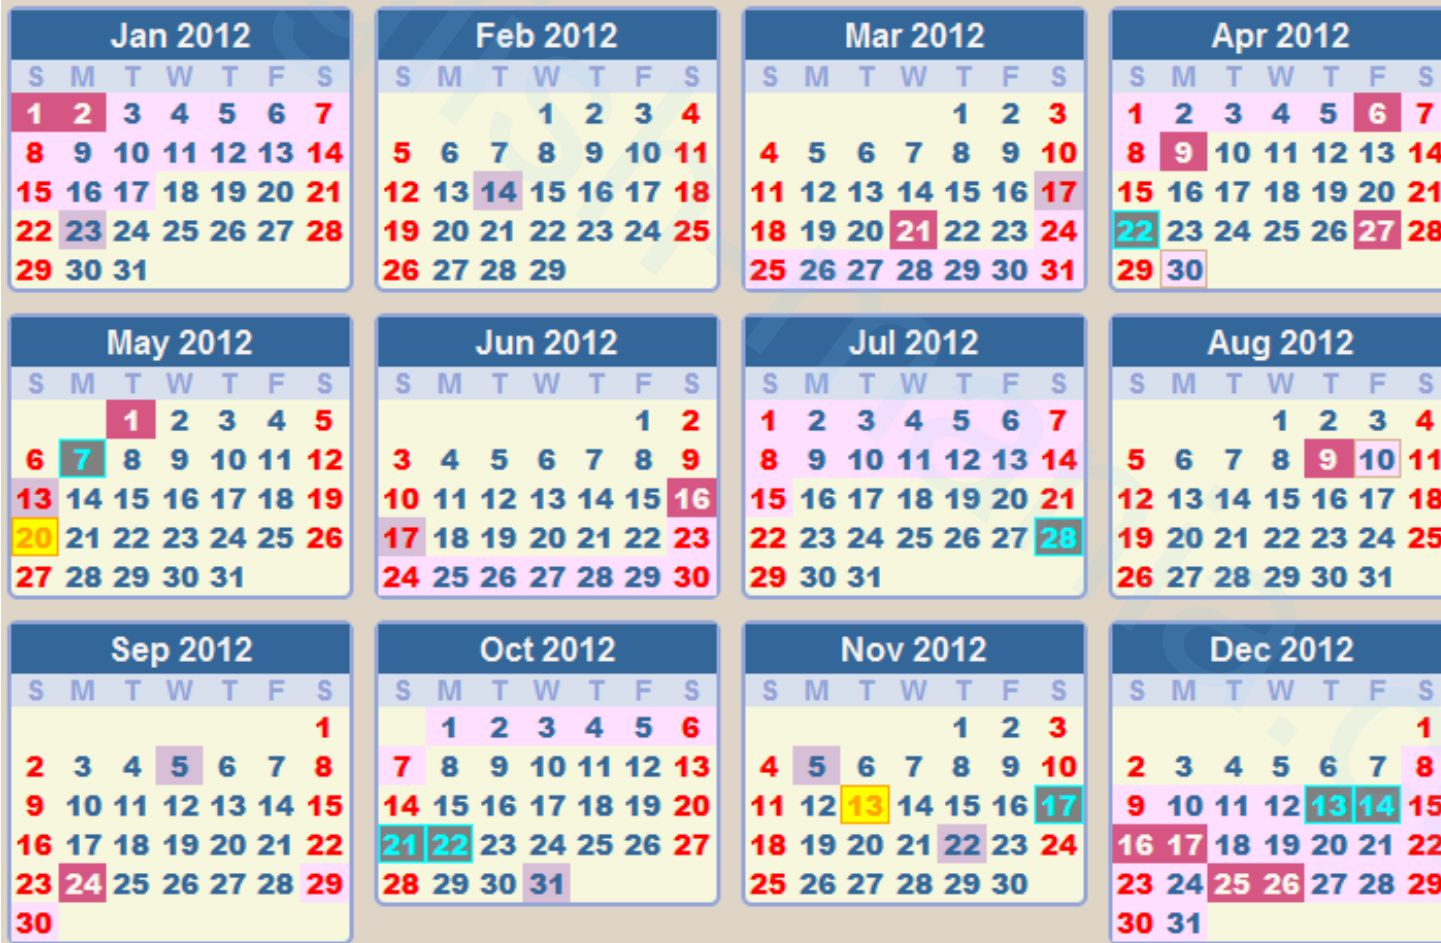 Jan 2012
S M T W T F S
1 2 3 4 5 6 7
8 9 10 11 12 13 14
15 16 17 18 19 20 21
22 23 24 25 26 27 28
29 30 31
Feb 2012
S M T W T F S
1 2 3 4
5 6 7 8 9 10 11
12 13 14 15 16 17 18
19 20 21 22 23 24 25
26 27 28 29
Mar 2012
S M T W T F S
1 2 3
4 5 6 7 8 9 10
11 12 13 14 15 16 17
18 19 20 21 22 23 24
25 26 27 28 29 30 31
Apr 2012
S M T W T F S
1 2 3 4 5 6 7
8 9 10 11 12 13 14
15 16 17 18 19 20 21
22 23 24 25 26 27 28
29 30
May 2012
S M T W T F S
1 2 3 4 5
6 7 8 9 10 11 12
13 14 15 16 17 18 19
20 21 22 23 24 25 26
27 28 29 30 31
Jun 2012
S M T W T F S
1 2
3 4 5 6 7 8 9
10 11 12 13 14 15 16
17 18 19 20 21 22 23
24 25 26 27 28 29 30
Jul 2012
S M T W T F S
1 2 3 4 5 6 7
8 9 10 11 12 13 14
15 16 17 18 19 20 21
22 23 24 25 26 27 28
29 30 31
Aug 2012
S M T W T F S
1 2 3 4
5 6 7 8 9 10 11
12 13 14 15 16 17 18
19 20 21 22 23 24 25
26 27 28 29 30 31
Sep 2012
S M T W T F S
1
2 3 4 5 6 7 8
9 10 11 12 13 14 15
16 17 18 19 20 21 22
23 24 25 26 27 28 29
30
Oct 2012
S M T W T F S
1 2 3 4 5 6
7 8 9 10 11 12 13
14 15 16 17 18 19 20
21 22 23 24 25 26 27
28 29 30 31
Nov 2012
S M T W T F S
1 2 3
4 5 6 7 8 9 10
11 12 13 14 15 16 17
18 19 20 21 22 23 24
25 26 27 28 29 30
Dec 2012
S M T W T F S
1
2 3 4 5 6 7 8
9 10 11 12 13 14 15
16 17 18 19 20 21 22
23 24 25 26 27 28 29
30 31